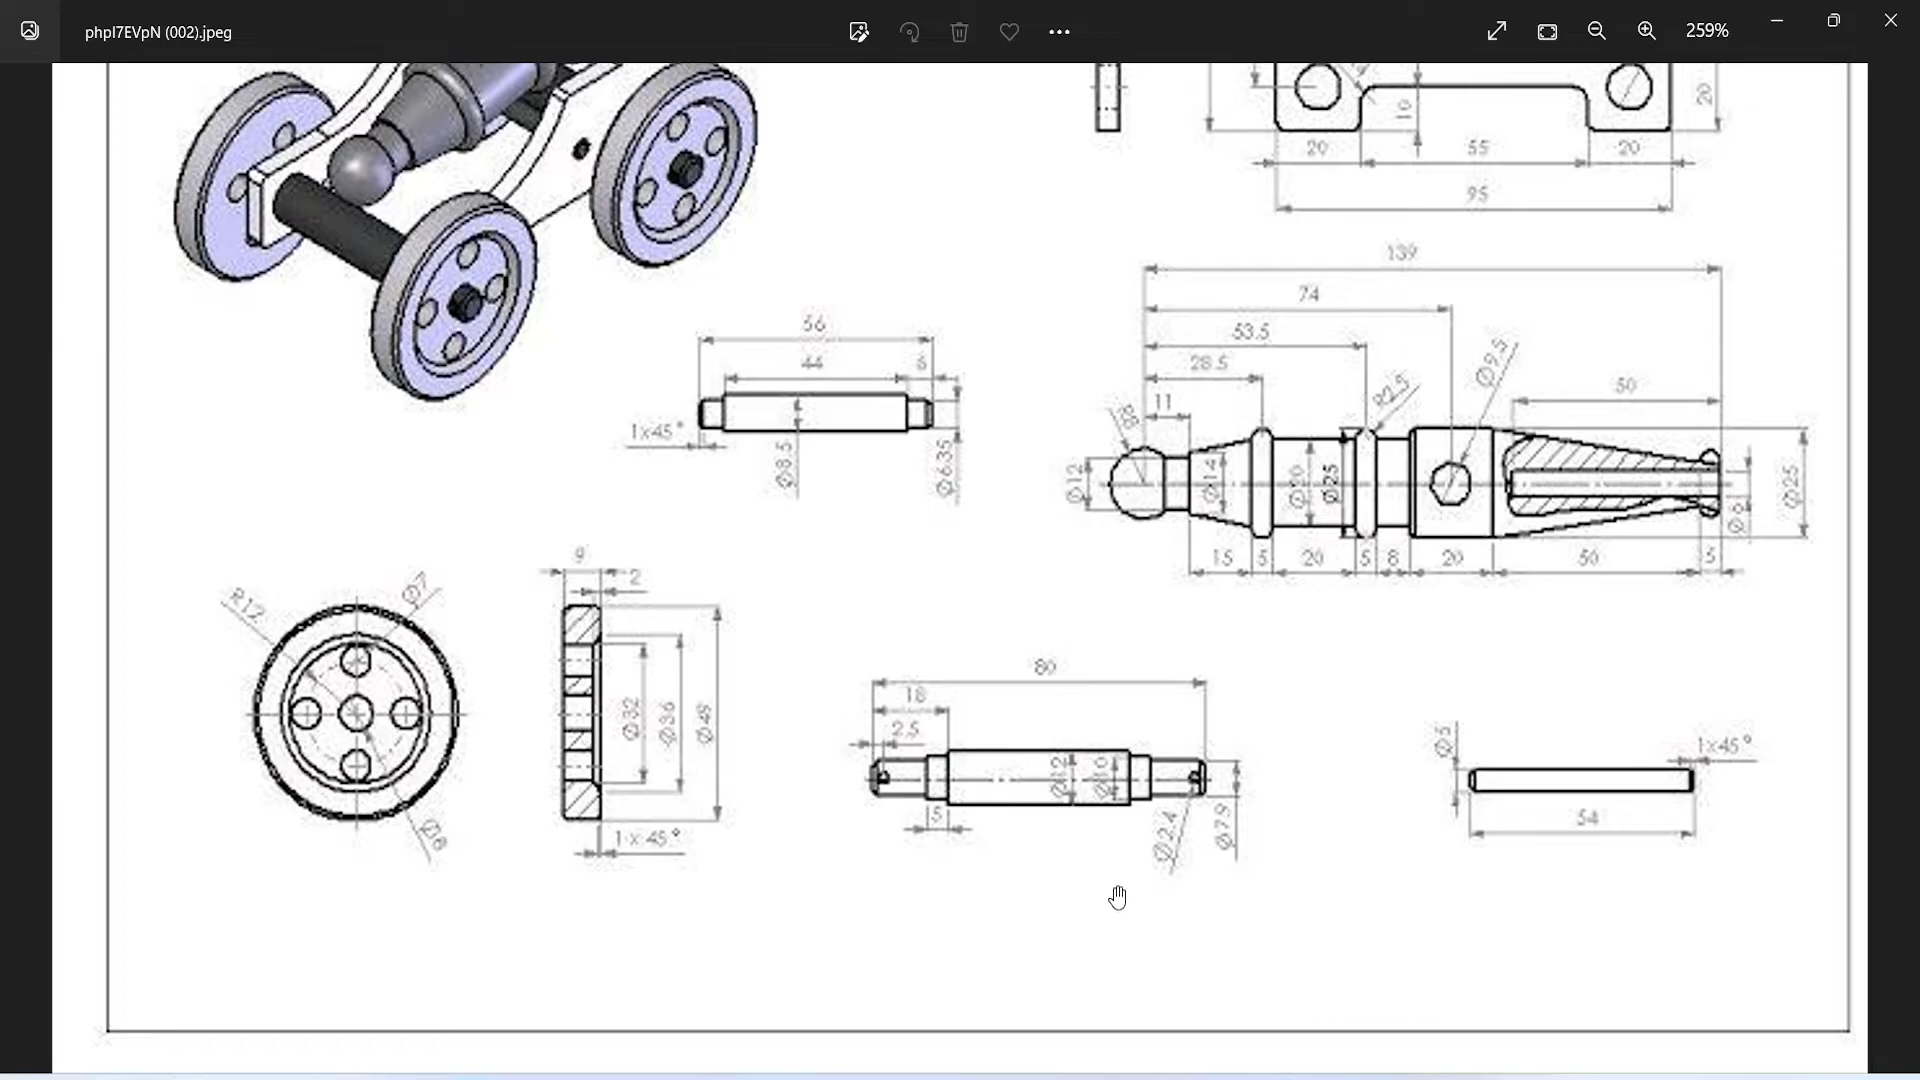 phpI7EVpN (002).jpeg
259%
10
20
20
55
20
95
139
74
53.5
28.5
11
R2.5
Ø9.5
50
R8
Ø12
Ø14
Ø20
Ø25
Ø6
Ø25
15
5
20
5
8
20
50
5
56
44
6
1x45°
Ø8.5
Ø6.35
R12
Ø7
Ø8
9
2
Ø32
Ø36
Ø49
1x45°
80
18
2.5
Ø12
Ø10
5
Ø2.4
Ø7.9
Ø5
1x45°
54